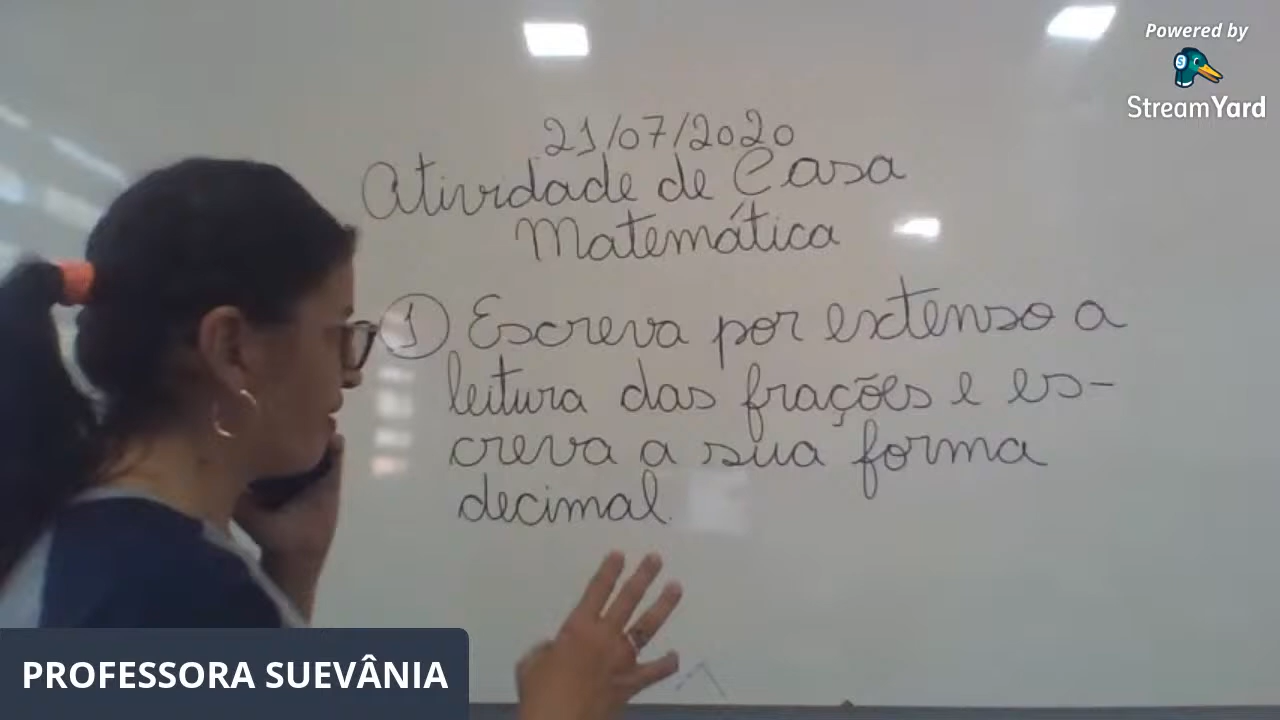 Powered by
StreamYard
21/07/2020
Atividade de Casa
Matemática
1 Escreva por extenso a
leitura das frações e es-
creva a sua forma
decimal.
PROFESSORA SUEVÂNIA